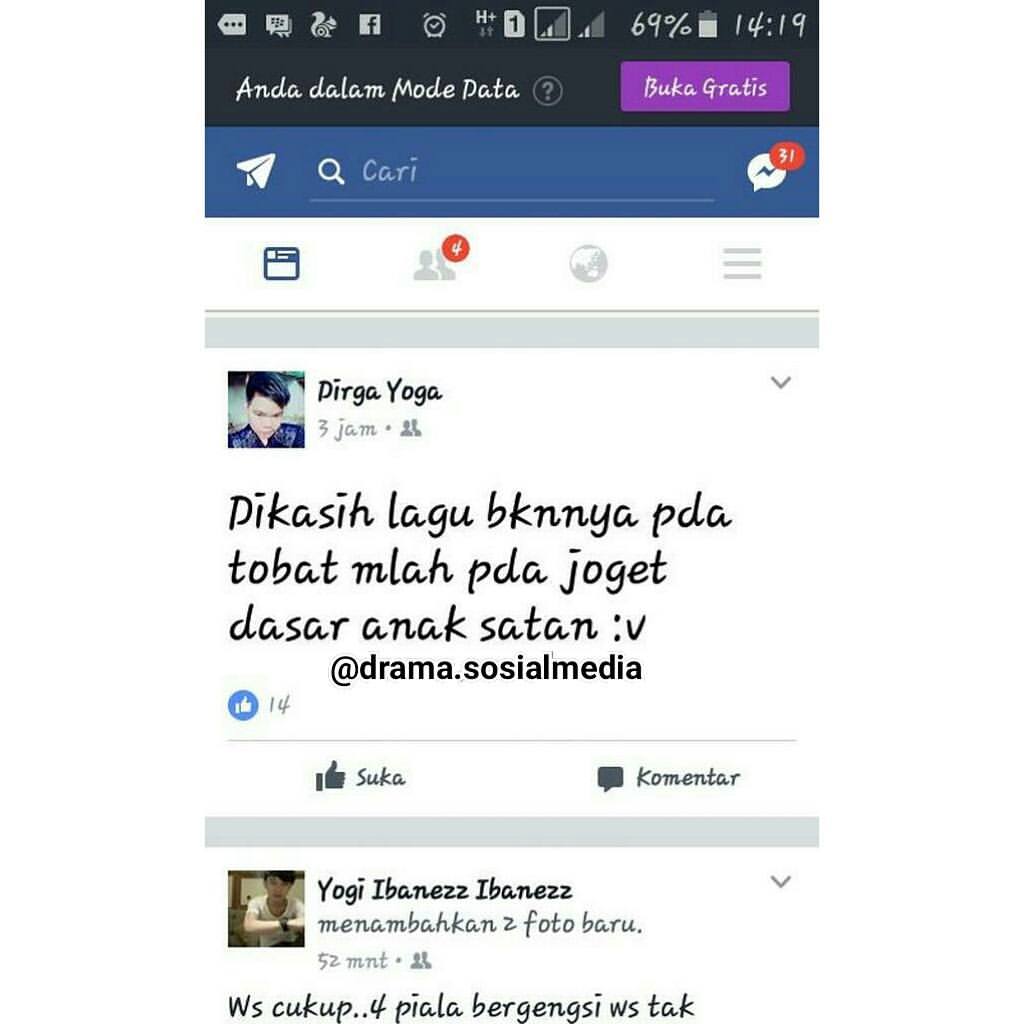 H+ 1 69% 14:19
Anda dalam Mode Data ? Buka Gratis
Cari 31
4
Dirga Yoga
3 jam •
Dikasih lagu bknnya pda
tobat mlah pda joget
dasar anak satan :v
@drama.sosialmedia
14
Suka Komentar
Yogi Ibanezz Ibanezz
menambahkan 2 foto baru.
52 mnt •
Ws cukup..4 piala bergengsi ws tak